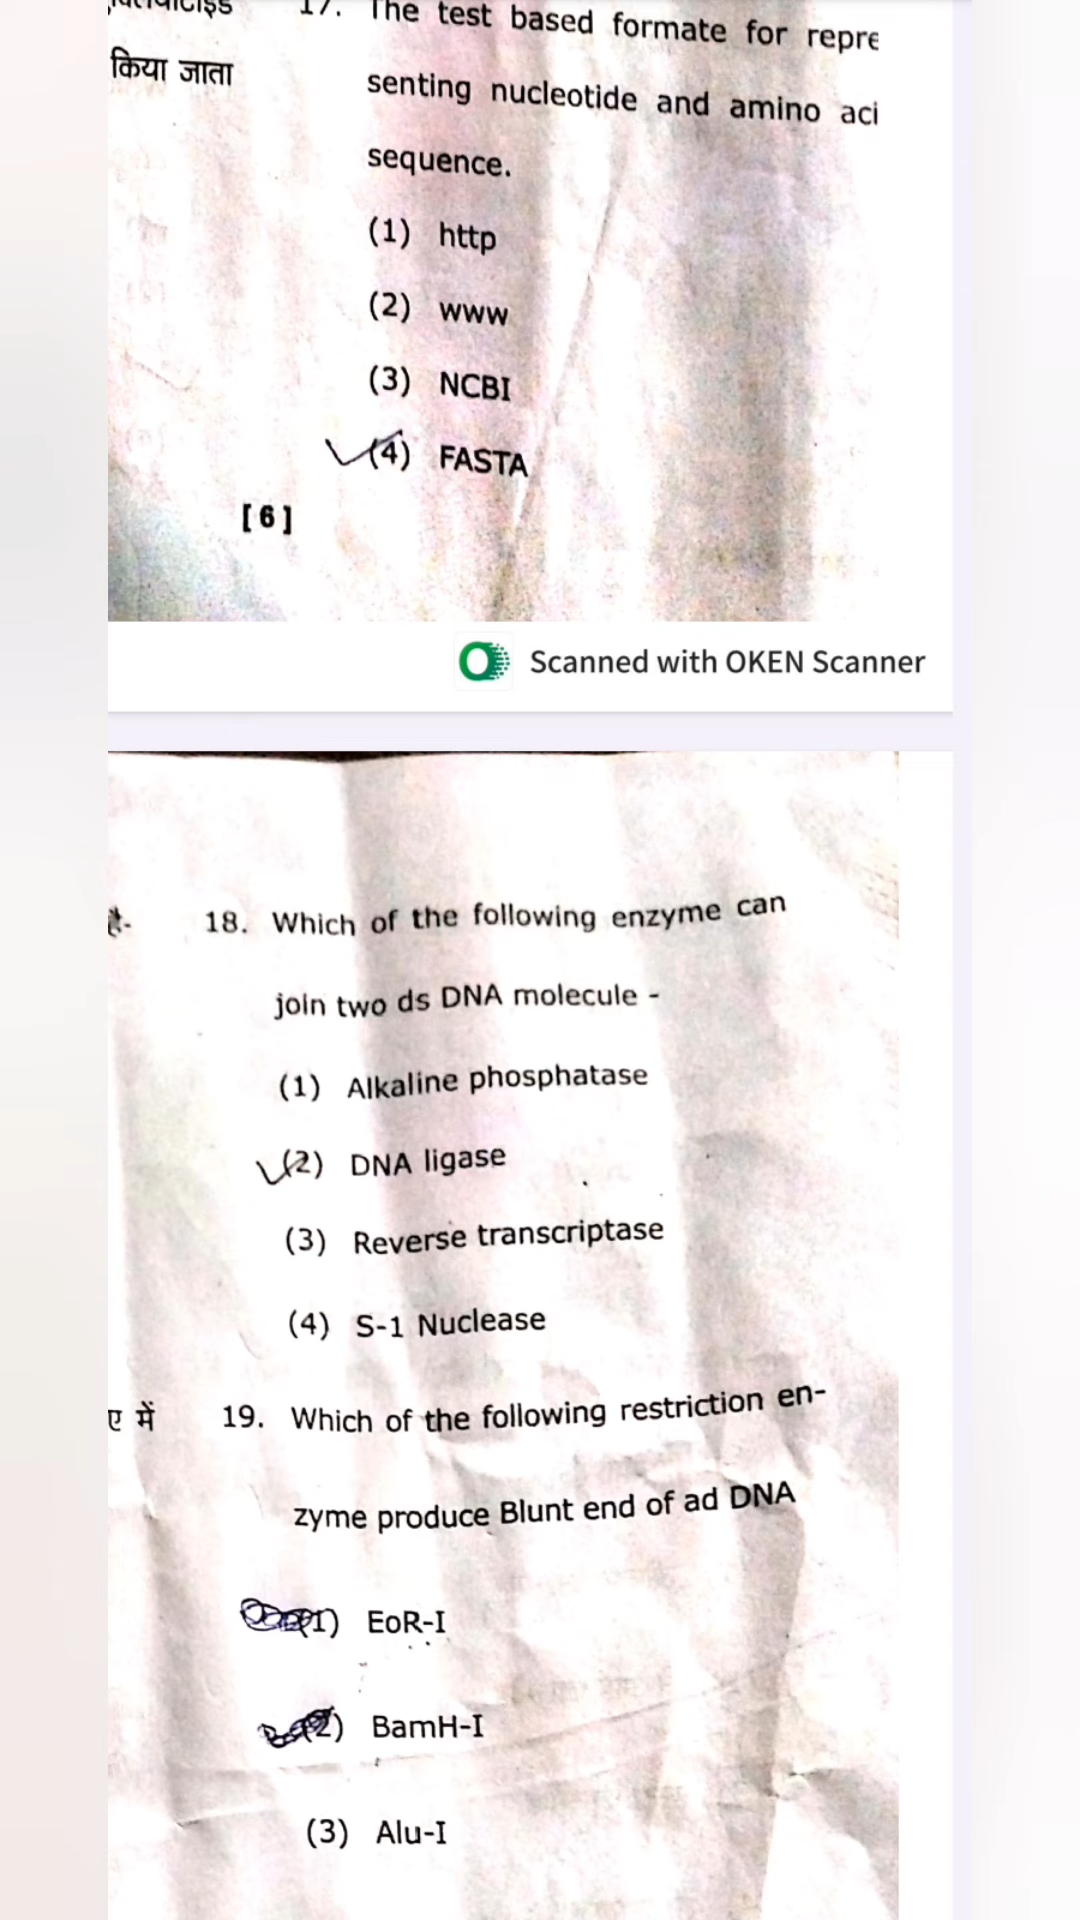 17. The test based formate for repre
किया जाता
senting nucleotide and amino aci
sequence.
(1) http
(2) www
(3) NCBI
(4) FASTA
[6]
Scanned with OKEN Scanner
18. Which of the following enzyme can
join two ds DNA molecule -
(1) Alkaline phosphatase
(2) DNA ligase
(3) Reverse transcriptase
(4) S-1 Nuclease
ए में
19. Which of the following restriction en-
zyme produce Blunt end of ad DNA
(1) EoR-I
(2) BamH-I
(3) Alu-I